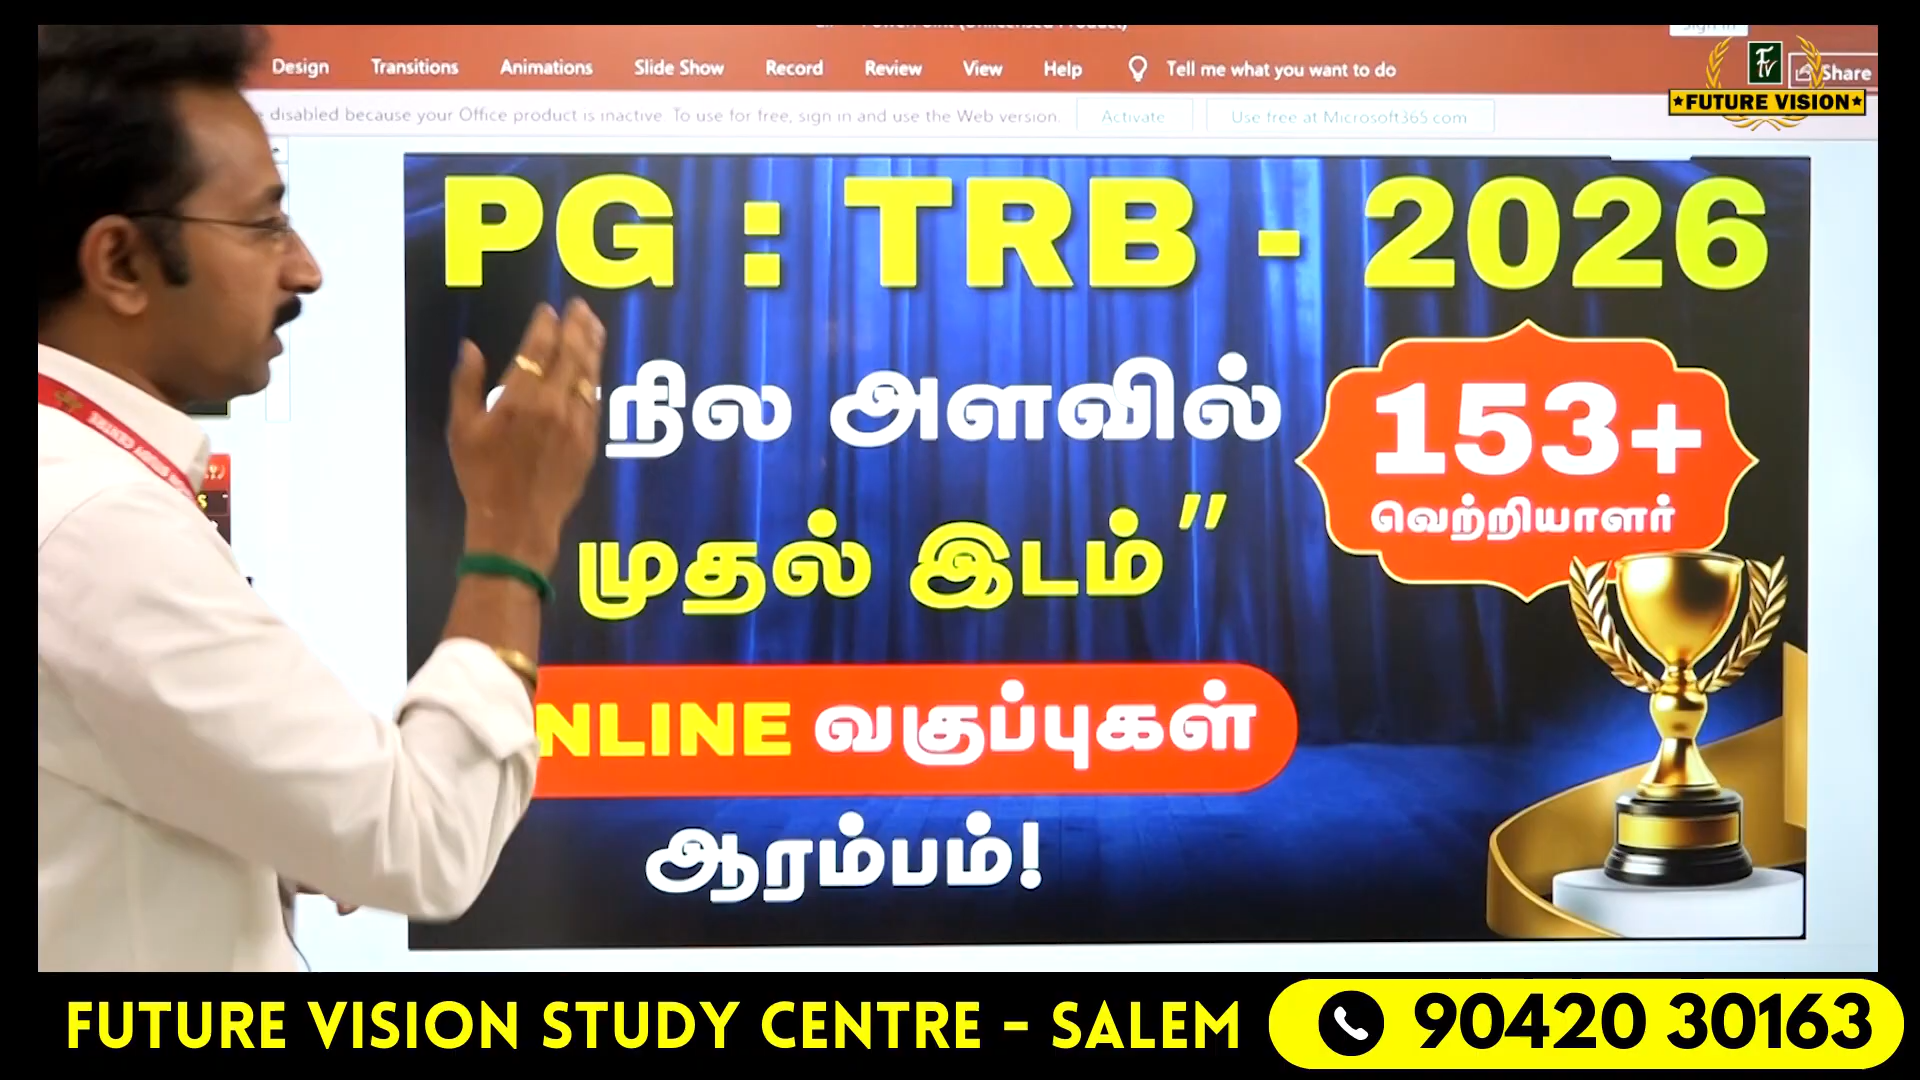 Design Transitions Animations Slide Show Record Review View Help Tell me what you want to do Share
disabled because your Office product is inactive. To use for free, sign in and use the Web version. Activate Use free at Microsoft365.com
FUTURE VISION
PG : TRB - 2026
அளவில்
முதல் இடம்"
153+
வெற்றியாளர்
NLINE வகுப்புகள்
ஆரம்பம்!
FUTURE VISION STUDY CENTRE - SALEM
90420 30163